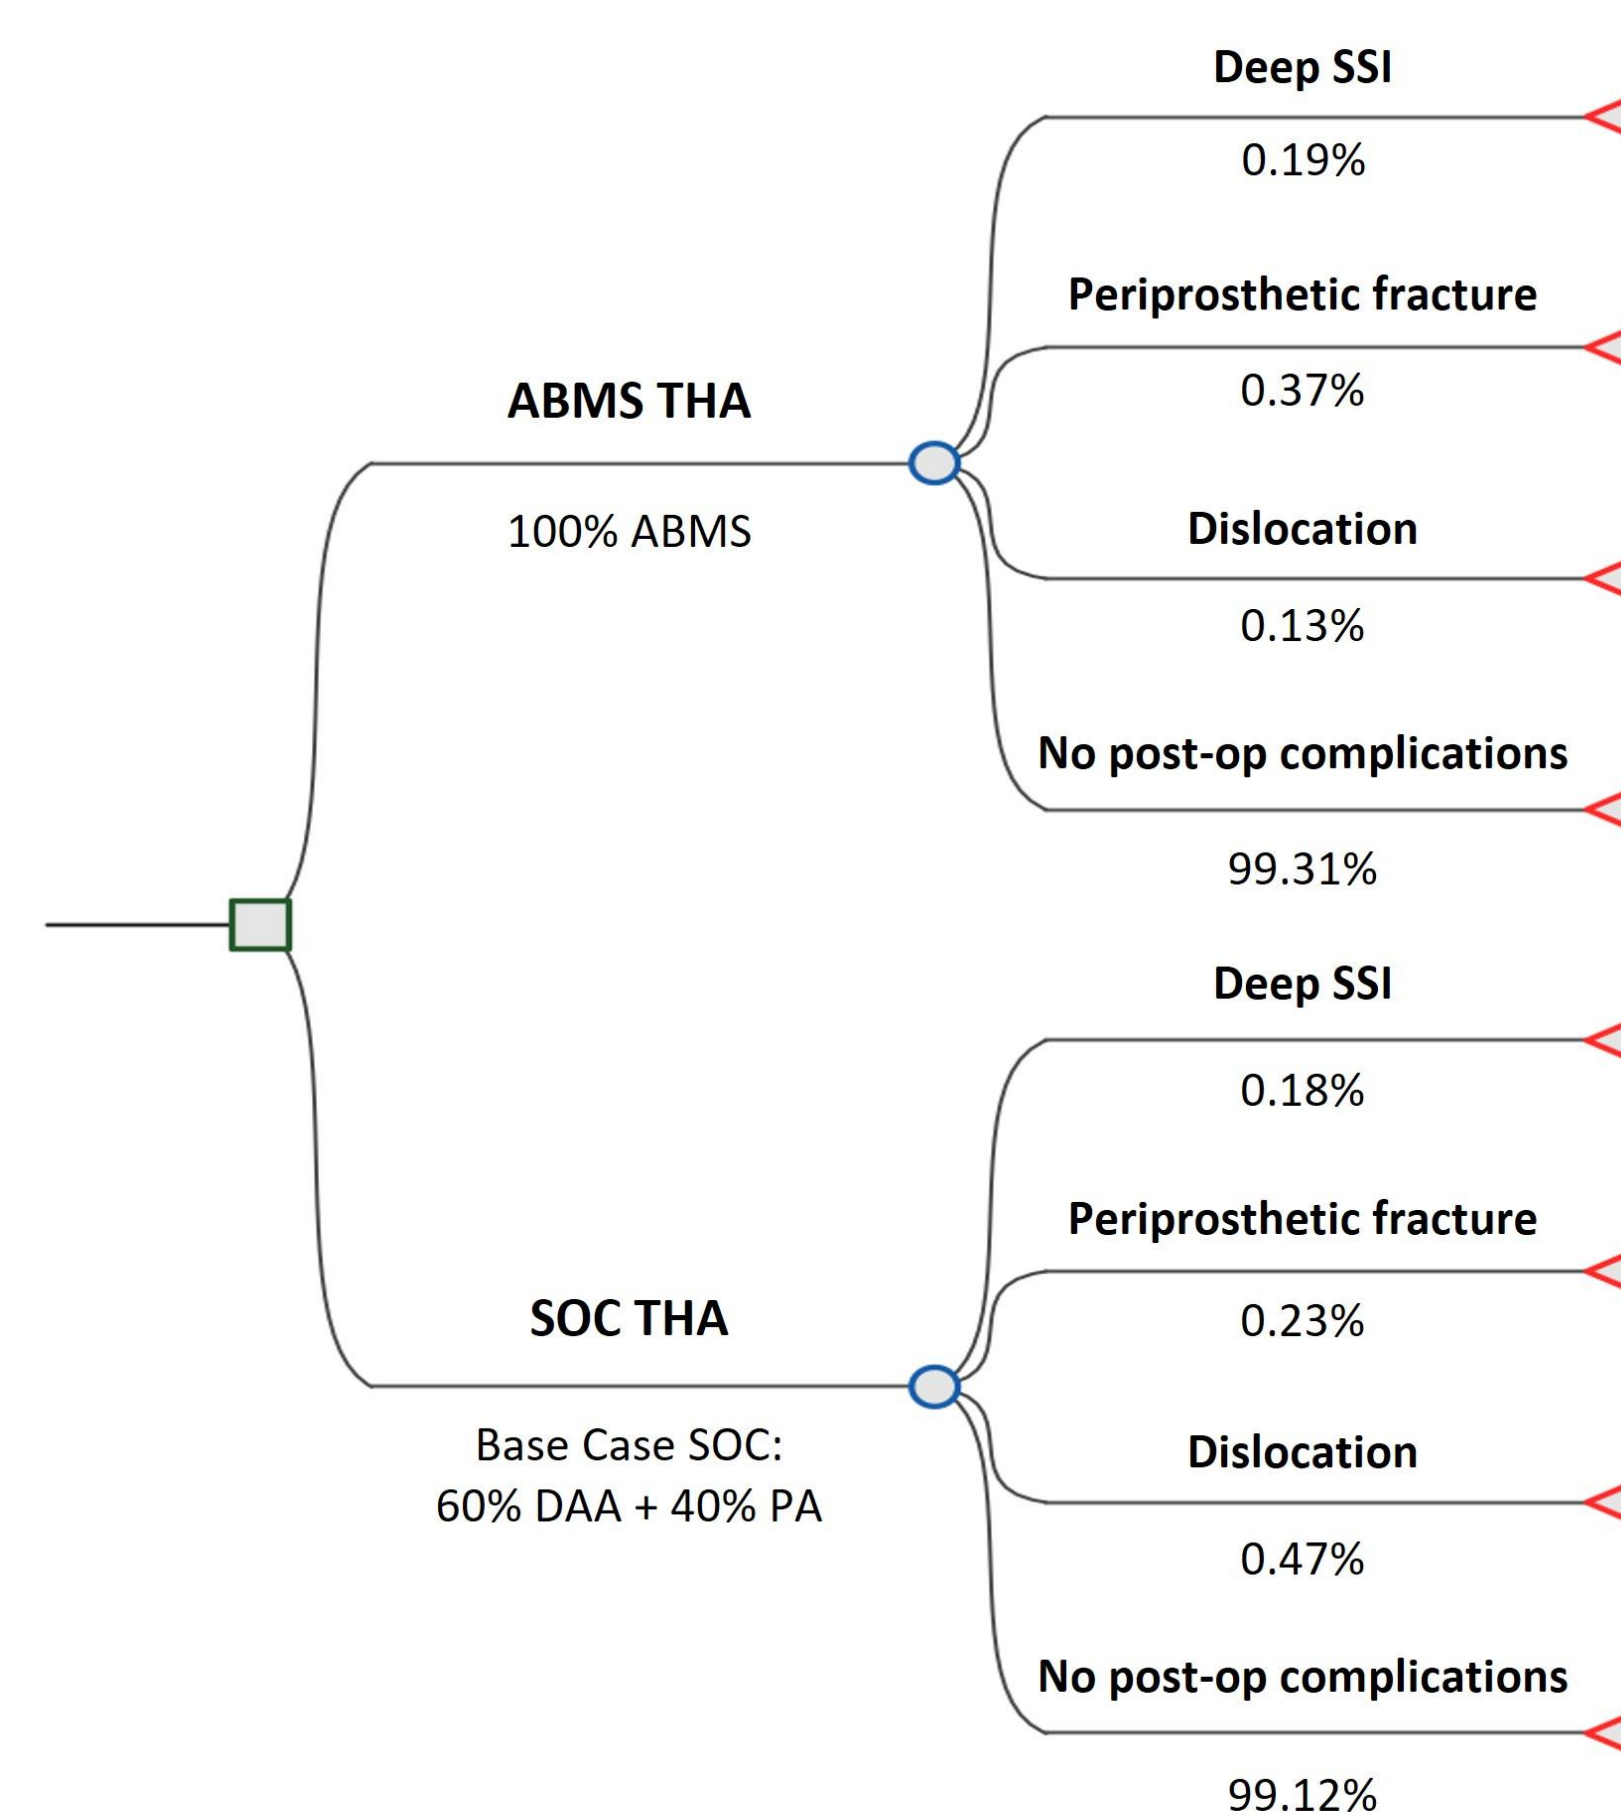 Deep SSI
0.19%
Periprosthetic fracture
0.37%
ABMS THA
100% ABMS
Dislocation
0.13%
No post-op complications
99.31%
Deep SSI
0.18%
Periprosthetic fracture
0.23%
SOC THA
Base Case SOC:
60% DAA + 40% PA
Dislocation
0.47%
No post-op complications
99.12%